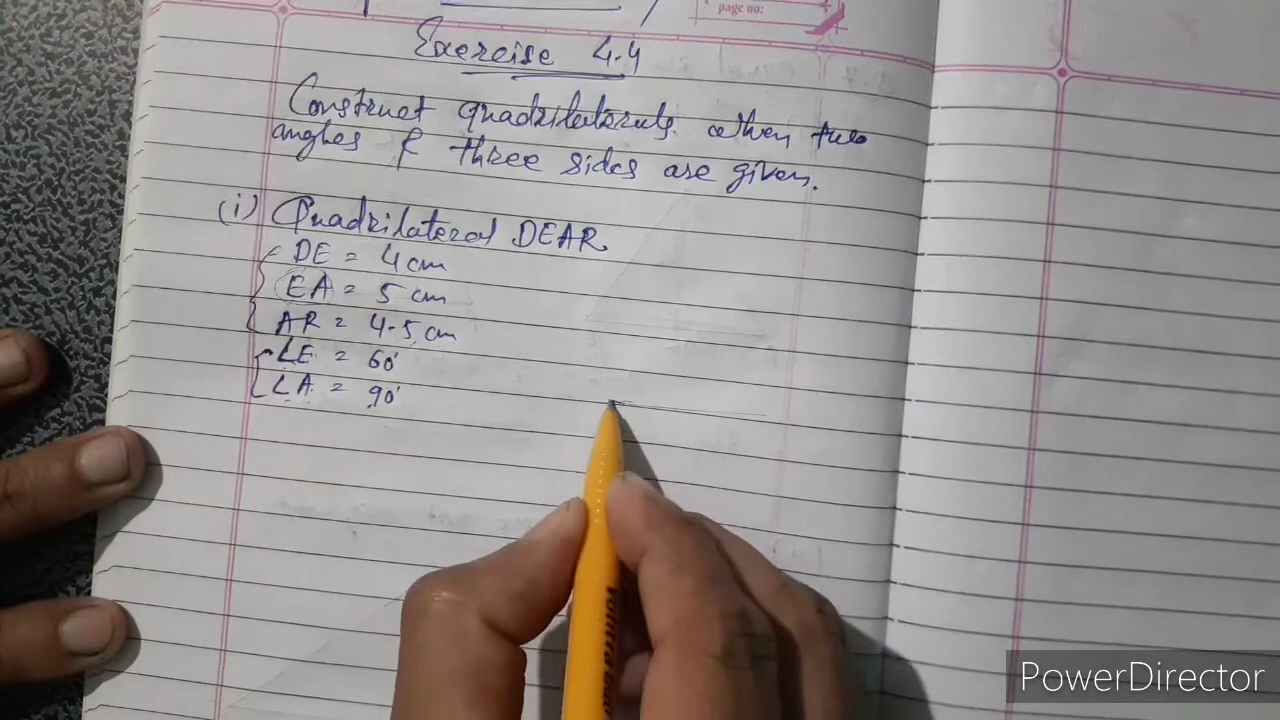 page no:
Exercise 4.4
Construct quadrilaterals when two
angles & three sides are given.
(i) Quadrilateral DEAR
DE = 4 cm
EA = 5 cm
AR = 4.5 cm
∠E = 60°
∠A = 90°
PowerDirector